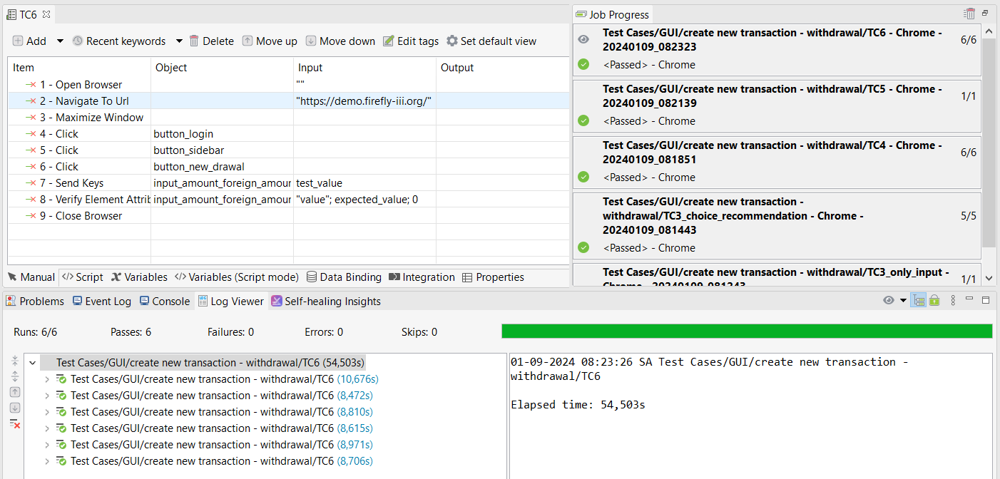 TC6
Add Recent keywords Delete Move up Move down Edit tags Set default view
Item Object Input Output
1 - Open Browser ""
2 - Navigate To Url "https://demo.firefly-iii.org/"
3 - Maximize Window
4 - Click button_login
5 - Click button_sidebar
6 - Click button_new_drawal
7 - Send Keys input_amount_foreign_amour test_value
8 - Verify Element Attrib input_amount_foreign_amour "value"; expected_value; 0
9 - Close Browser
Manual Script Variables Variables (Script mode) Data Binding Integration Properties
Job Progress
Test Cases/GUI/create new transaction - withdrawal/TC6 - Chrome - 6/6
20240109_082323
<Passed> - Chrome
Test Cases/GUI/create new transaction - withdrawal/TC5 - Chrome - 1/1
20240109_082139
<Passed> - Chrome
Test Cases/GUI/create new transaction - withdrawal/TC4 - Chrome - 6/6
20240109_081851
<Passed> - Chrome
Test Cases/GUI/create new transaction -
withdrawal/TC3_choice_recommendation - Chrome - 5/5
20240109_081443
<Passed> - Chrome
Test Cases/GUI/create new transaction - withdrawal/TC3_only_input - 1/1
Chrome - 20240109_081243
Problems Event Log Console Log Viewer Self-healing Insights
Runs: 6/6 Passes: 6 Failures: 0 Errors: 0 Skips: 0
Test Cases/GUI/create new transaction - withdrawal/TC6 (54,503s)
Test Cases/GUI/create new transaction - withdrawal/TC6 (10,676s)
Test Cases/GUI/create new transaction - withdrawal/TC6 (8,472s)
Test Cases/GUI/create new transaction - withdrawal/TC6 (8,810s)
Test Cases/GUI/create new transaction - withdrawal/TC6 (8,615s)
Test Cases/GUI/create new transaction - withdrawal/TC6 (8,971s)
Test Cases/GUI/create new transaction - withdrawal/TC6 (8,706s)
01-09-2024 08:23:26 SA Test Cases/GUI/create new transaction -
withdrawal/TC6
Elapsed time: 54,503s